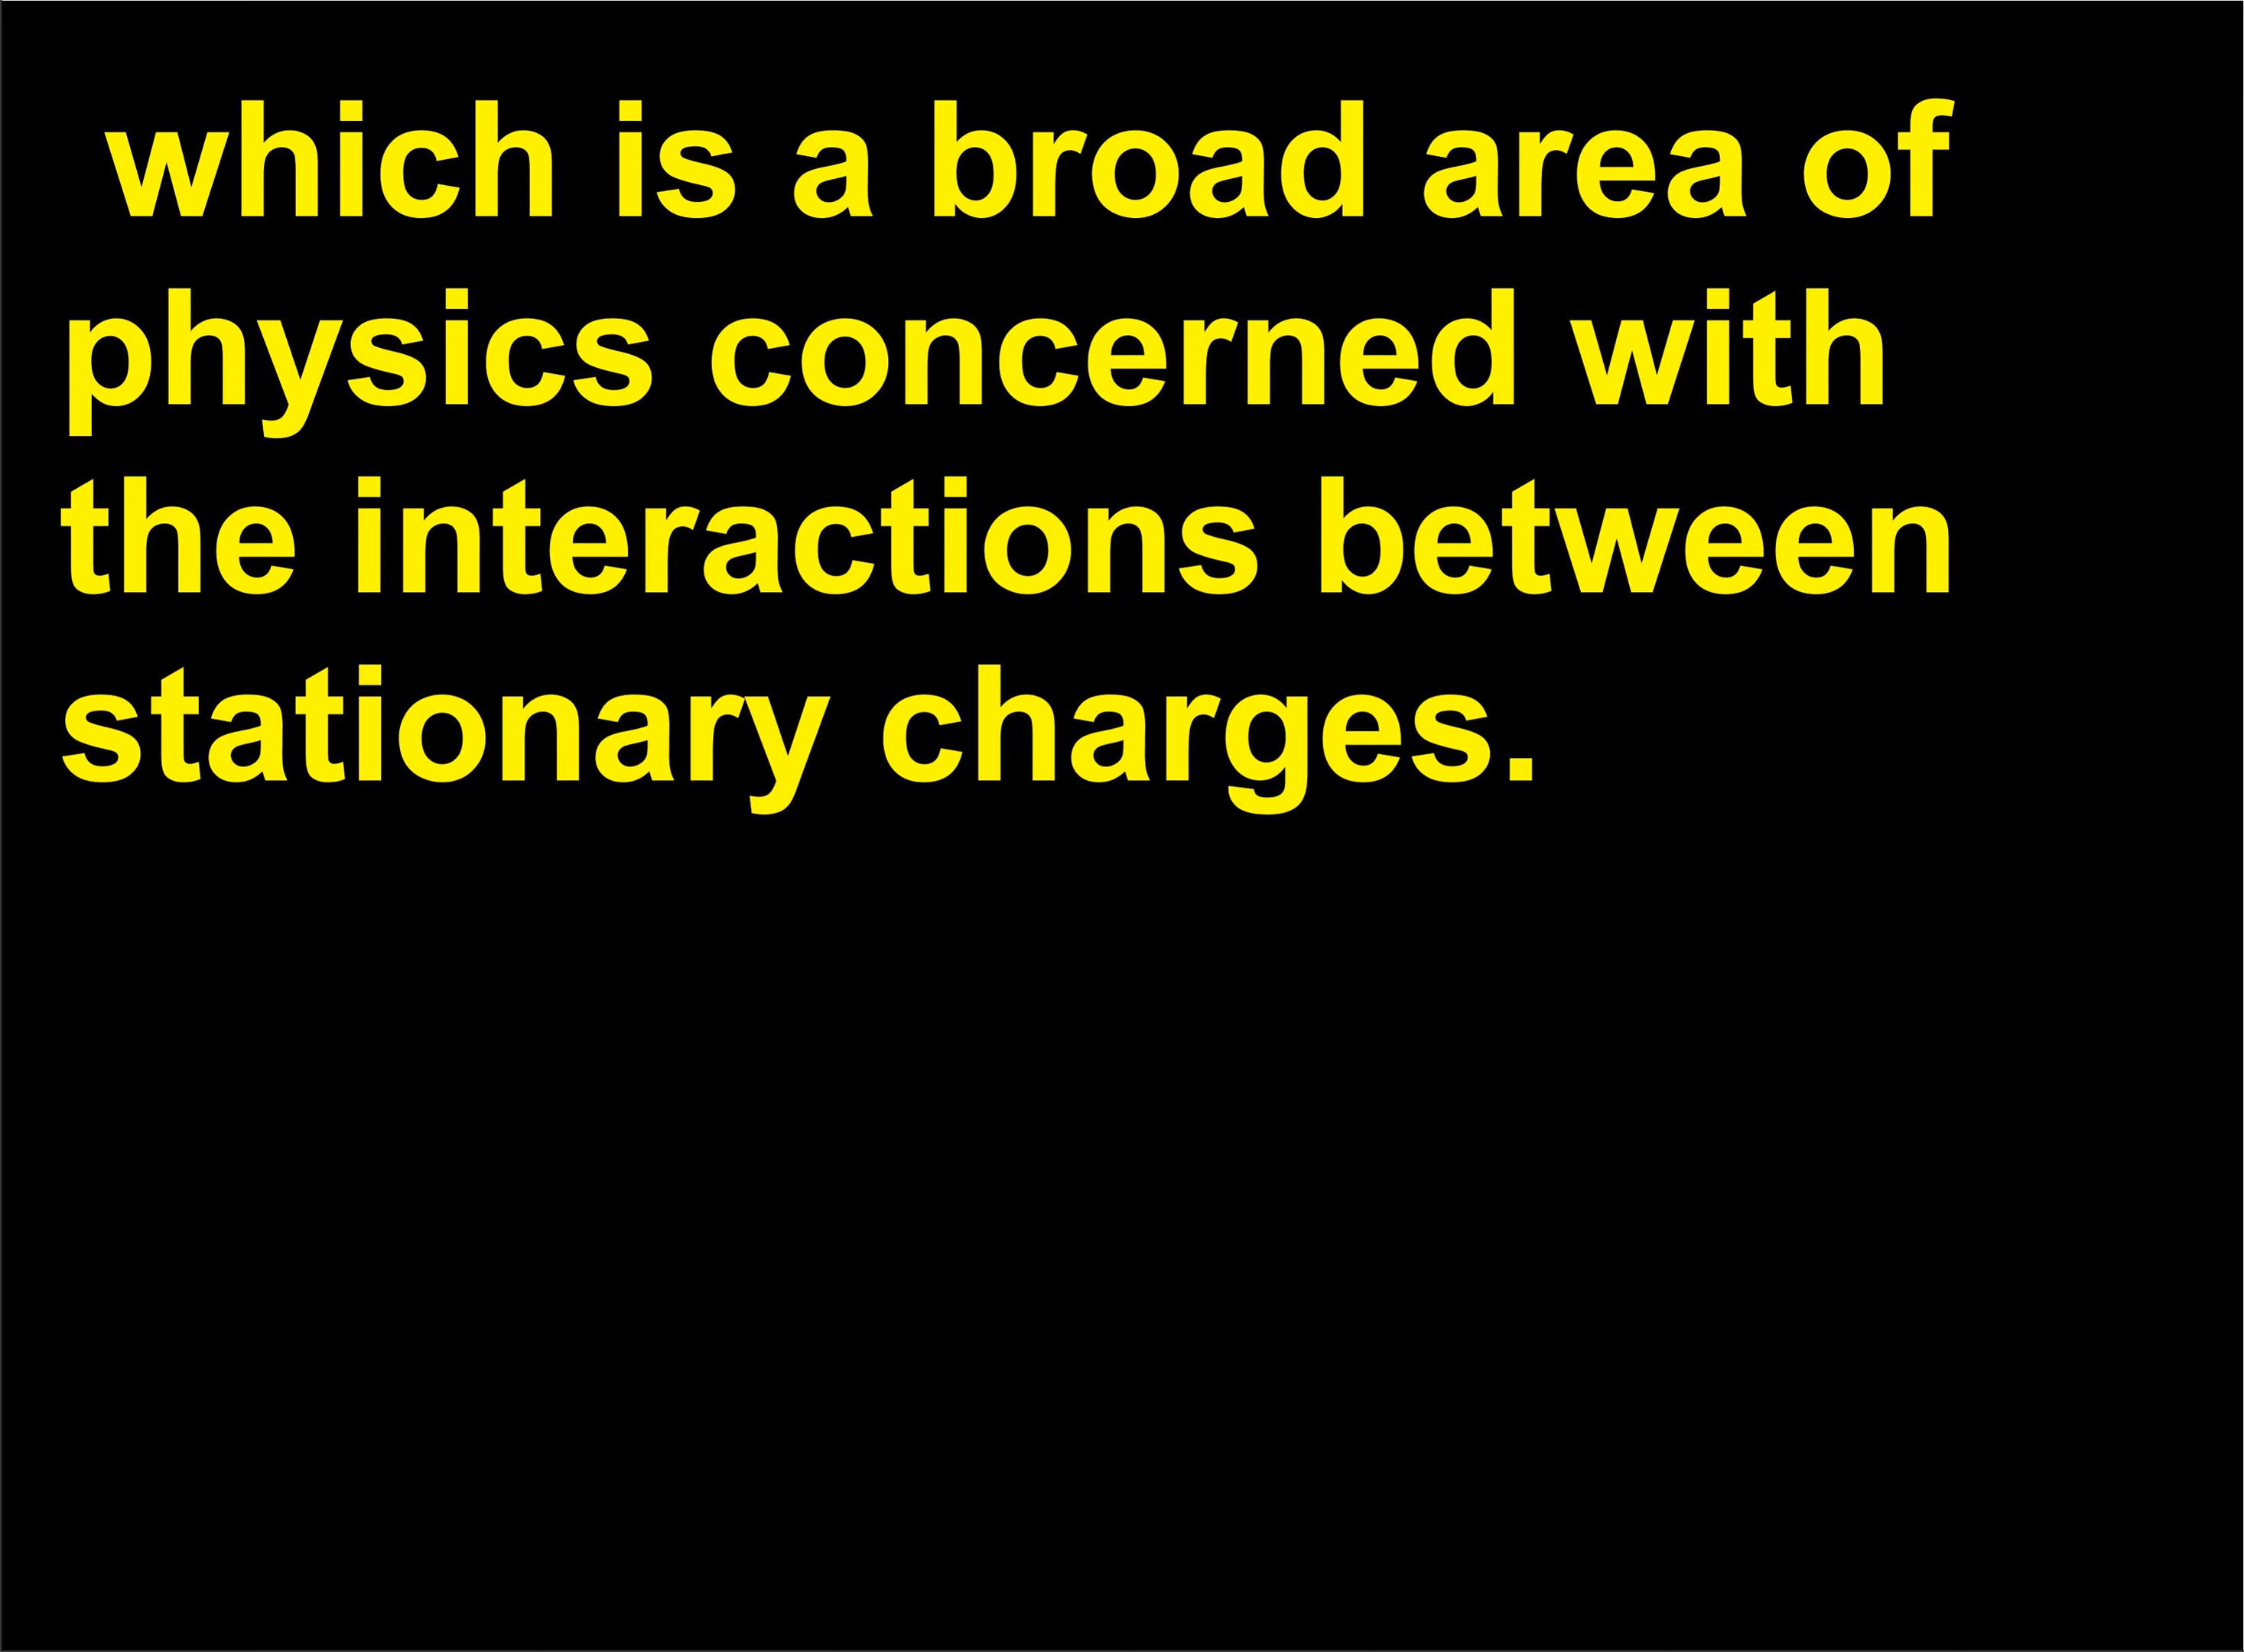 which is a broad area of
physics concerned with
the interactions between
stationary charges.